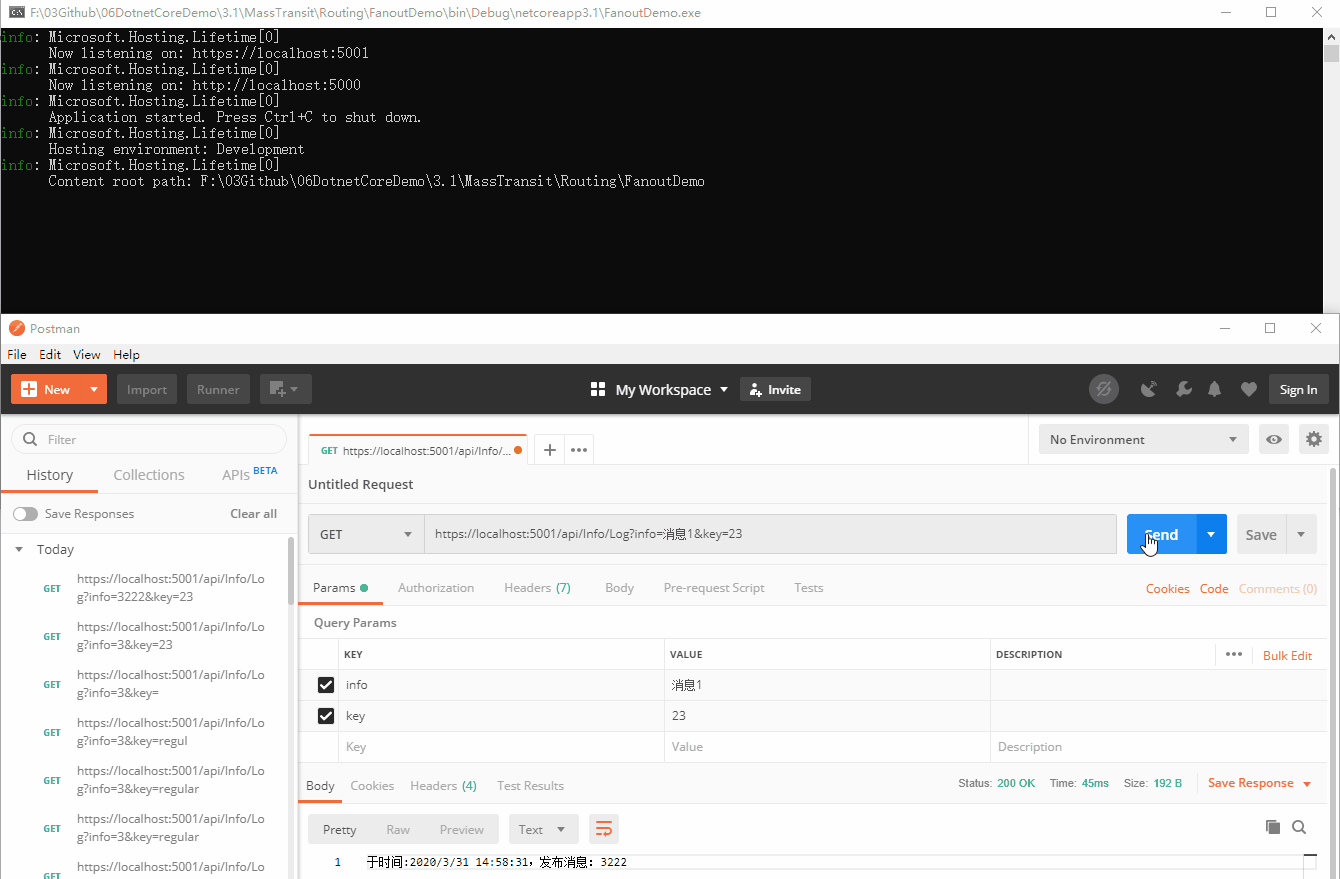 F:\03Github\06DotnetCoreDemo\3.1\MassTransit\Routing\FanoutDemo\bin\Debug\netcoreapp3.1\FanoutDemo.exe
info: Microsoft.Hosting.Lifetime[0]
Now listening on: https://localhost:5001
info: Microsoft.Hosting.Lifetime[0]
Now listening on: http://localhost:5000
info: Microsoft.Hosting.Lifetime[0]
Application started. Press Ctrl+C to shut down.
info: Microsoft.Hosting.Lifetime[0]
Hosting environment: Development
info: Microsoft.Hosting.Lifetime[0]
Content root path: F:\03Github\06DotnetCoreDemo\3.1\MassTransit\Routing\FanoutDemo
Postman
File Edit View Help
New Import Runner My Workspace Invite Sign In
Filter
History Collections APIs BETA
Save Responses Clear all
Today
GET https://localhost:5001/api/Info/Lo
g?info=3222&key=23
GET https://localhost:5001/api/Info/Lo
g?info=3&key=23
GET https://localhost:5001/api/Info/Lo
g?info=3&key=
GET https://localhost:5001/api/Info/Lo
g?info=3&key=regul
GET https://localhost:5001/api/Info/Lo
g?info=3&key=regular
GET https://localhost:5001/api/Info/Lo
g?info=3&key=regular
GET https://localhost:5001/api/Info/Lo
GET https://localhost:5001/api/Info/... + ••• No Environment
Untitled Request
GET https://localhost:5001/api/Info/Log?info=消息1&key=23 Send Save
Params Authorization Headers (7) Body Pre-request Script Tests Cookies Code Comments (0)
Query Params
KEY VALUE DESCRIPTION ••• Bulk Edit
info 消息1
key 23
Key Value Description
Body Cookies Headers (4) Test Results Status: 200 OK Time: 45ms Size: 192 B Save Response
Pretty Raw Preview Text
1 于时间:2020/3/31 14:58:31，发布消息：3222